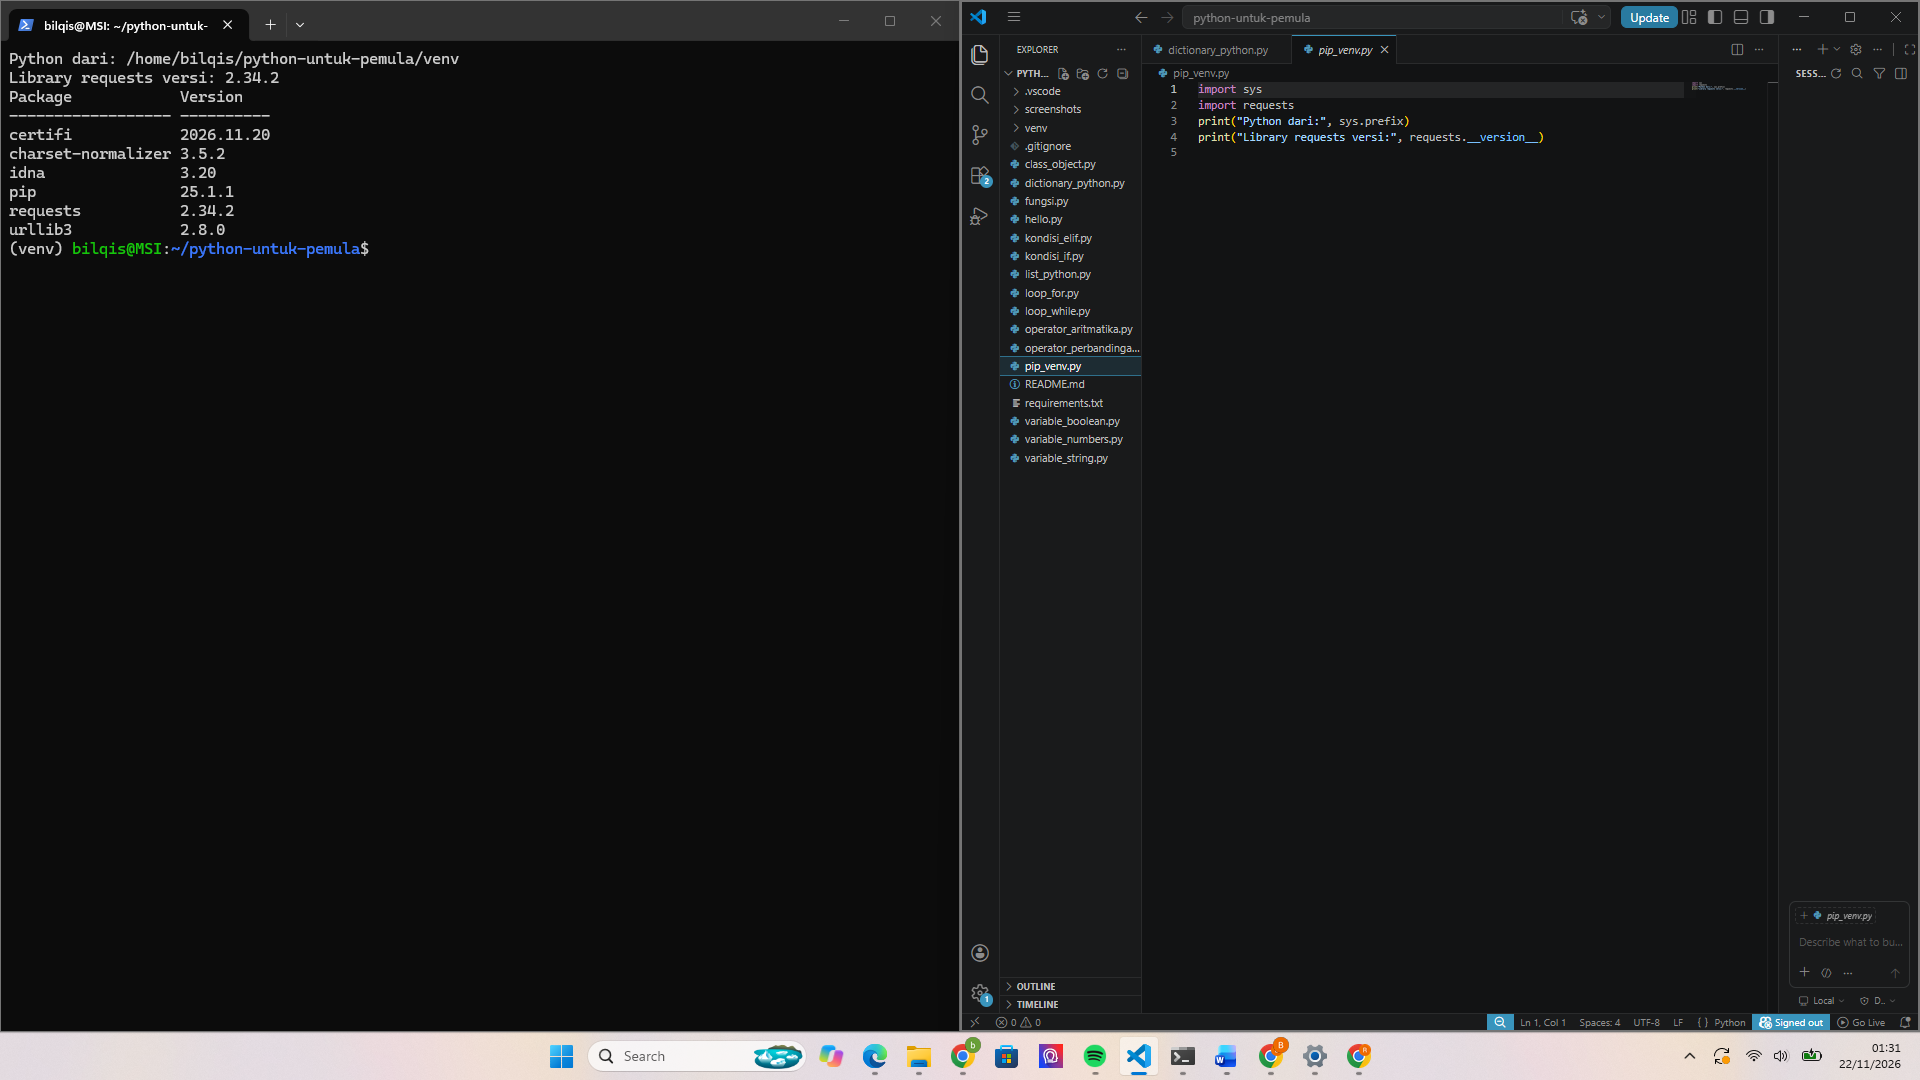 bilqis@MSI: ~/python-untuk-
Python dari: /home/bilqis/python-untuk-pemula/venv
Library requests versi: 2.34.2
Package            Version
------------------ ----------
certifi            2026.11.20
charset-normalizer 3.5.2
idna               3.20
pip                25.1.1
requests           2.34.2
urllib3            2.8.0
(venv) bilqis@MSI:~/python-untuk-pemula$
python-untuk-pemula
Update
EXPLORER
PYTH...
.vscode
screenshots
venv
.gitignore
class_object.py
dictionary_python.py
fungsi.py
hello.py
kondisi_elif.py
kondisi_if.py
list_python.py
loop_for.py
loop_while.py
operator_aritmatika.py
operator_perbandinga...
pip_venv.py
README.md
requirements.txt
variable_boolean.py
variable_numbers.py
variable_string.py
OUTLINE
TIMELINE
2
1
dictionary_python.py
pip_venv.py
pip_venv.py
1 import sys
2 import requests
3 print("Python dari:", sys.prefix)
4 print("Library requests versi:", requests.__version__)
5
SESS...
pip_venv.py
Describe what to bu...
Local
D..
0 0
Ln 1, Col 1
Spaces: 4
UTF-8
LF
{ } Python
Signed out
Go Live
Search
01:31
22/11/2026